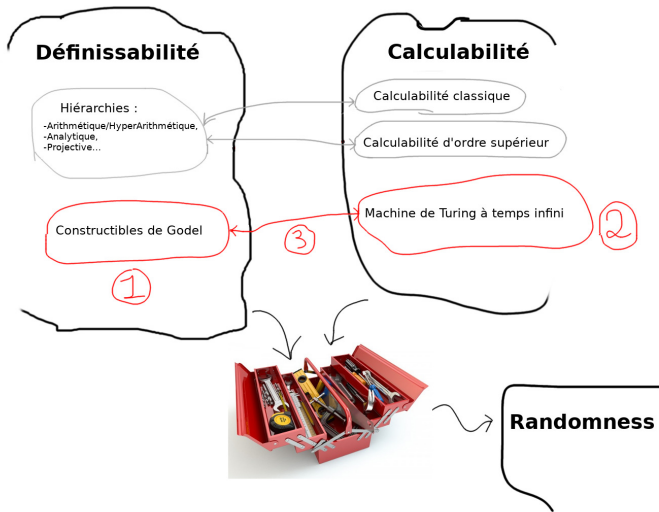 Définissabilité
Hiérarchies :
-Arithmétique/HyperArithmétique,
-Analytique,
-Projective...
Constructibles de Godel
1
3
Calculabilité
Calculabilité classique
Calculabilité d'ordre supérieur
Machine de Turing à temps infini
2
Randomness